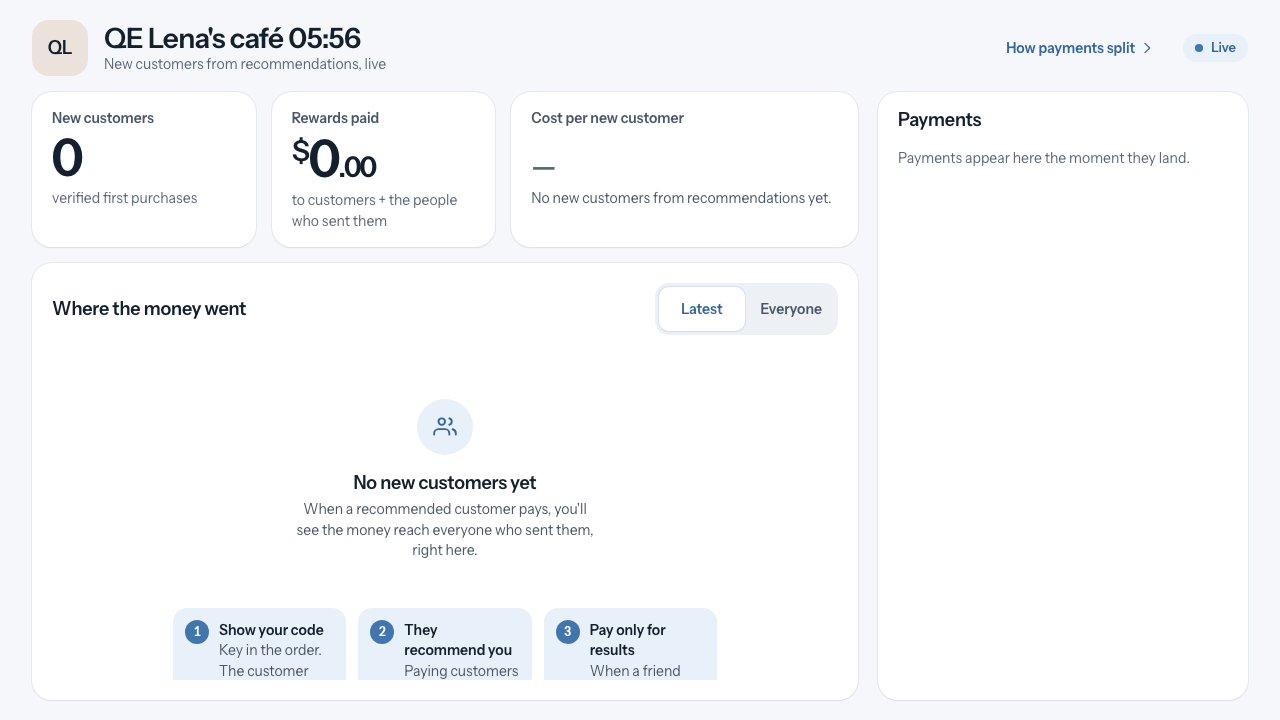 QL
QE Lena's café 05:56
New customers from recommendations, live
How payments split
Live
New customers
0
verified first purchases
Rewards paid
$0.00
to customers + the people
who sent them
Cost per new customer
—
No new customers from recommendations yet.
Payments
Payments appear here the moment they land.
Where the money went
Latest
Everyone
No new customers yet
When a recommended customer pays, you'll
see the money reach everyone who sent them,
right here.
1
Show your code
Key in the order.
The customer
2
They
recommend you
Paying customers
3
Pay only for
results
When a friend